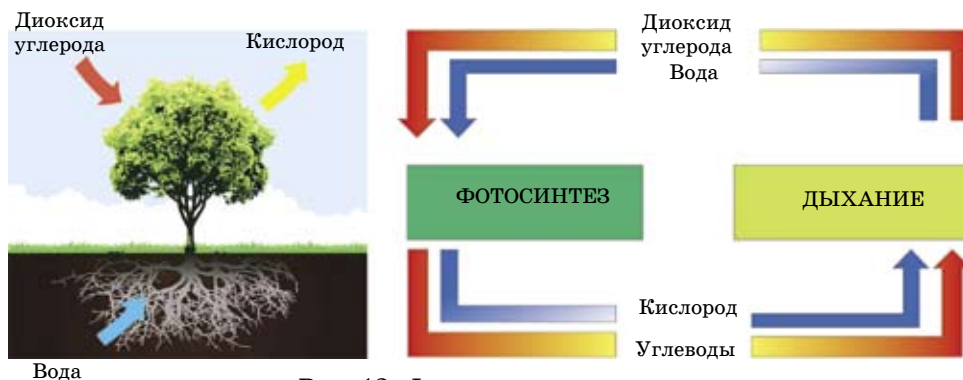 Диоксид
углерода
Кислород
Вода
Диоксид
углерода
Вода
ФОТОСИНТЕЗ
ДЫХАНИЕ
Кислород
Углеводы